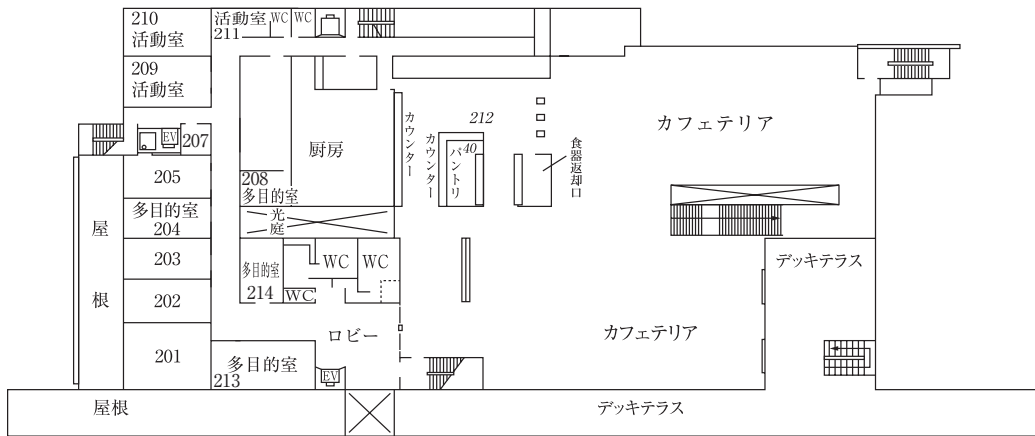 210
活動室
活動室
211
WC
WC
209
活動室
EV
207
205
多目的室
204
203
202
201
屋根
屋根
厨房
208
多目的室
光庭
カウンター
カウンター
212
40
パントリ
食器返却口
カフェテリア
WC
WC
WC
多目的室
214
ロビー
多目的室
213
EV
カフェテリア
デッキテラス
デッキテラス